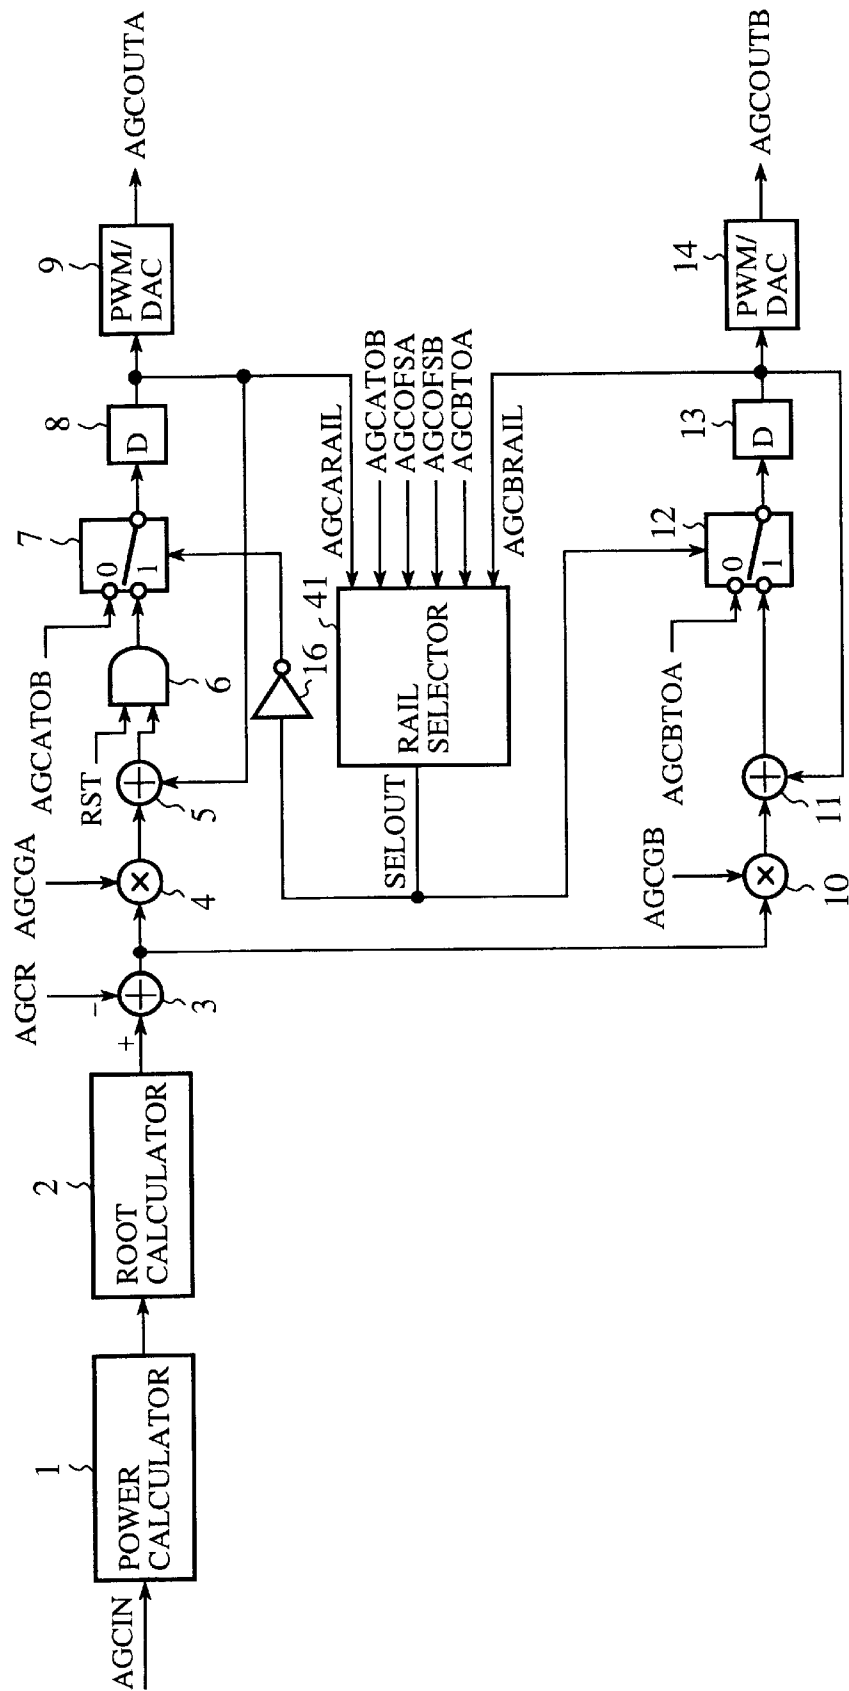 AGCIN
1
POWER
CALCULATOR
2
ROOT
CALCULATOR
AGCR
−
+
3
AGCGA
4
RST
5
6
AGCATOB
7
0
1
8
D
9
PWM/
DAC
AGCOUTA
16
SELOUT
41
RAIL
SELECTOR
AGCARAIL
AGCATOB
AGCOFSA
AGCOFSB
AGCBTOA
AGCBRAIL
AGCGB
10
11
AGCBTOA
12
0
1
13
D
14
PWM/
DAC
AGCOUTB